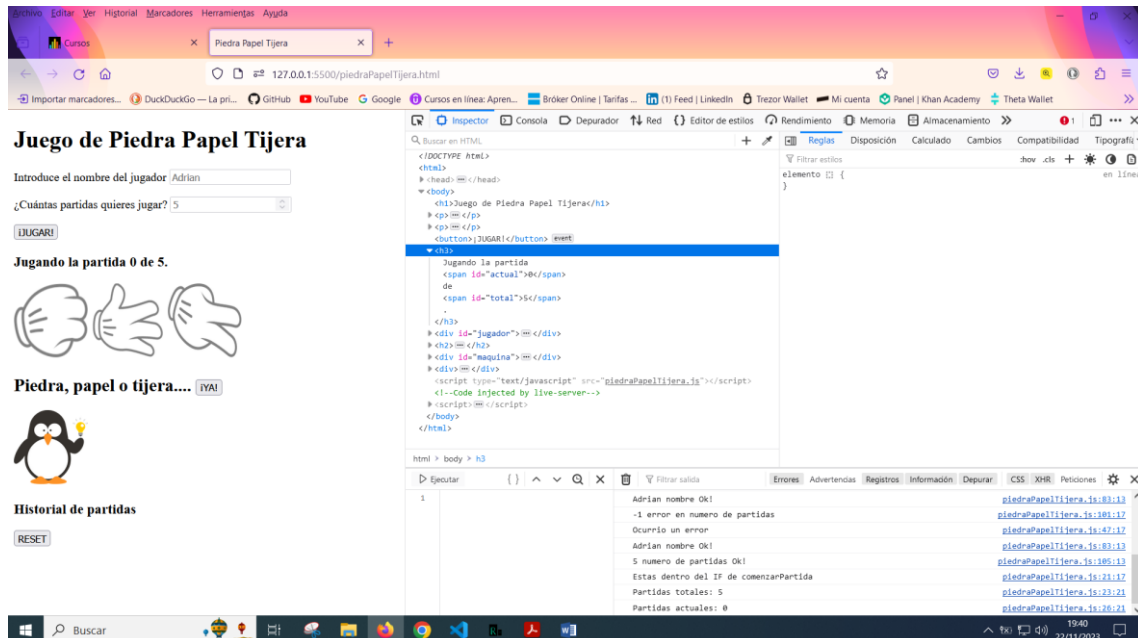 Archivo Editar Ver Historial Marcadores Herramientas Ayuda
Cursos
Piedra Papel Tijera
127.0.0.1:5500/piedraPapelTijera.html
Importar marcadores... DuckDuckGo — La pri... GitHub YouTube Google Cursos en línea: Apren... Bróker Online | Tarifas ... (1) Feed | LinkedIn Trezor Wallet Mi cuenta Panel | Khan Academy Theta Wallet
Juego de Piedra Papel Tijera
Introduce el nombre del jugador Adrian
¿Cuántas partidas quieres jugar? 5
¡JUGAR!
Jugando la partida 0 de 5.
Piedra, papel o tijera.... ¡YA!
Historial de partidas
RESET
Inspector Consola Depurador Red Editor de estilos Rendimiento Memoria Almacenamiento 1
Buscar en HTML
<!DOCTYPE html>
<html>
<head> </head>
<body>
<h1>Juego de Piedra Papel Tijera</h1>
<p> </p>
<p> </p>
<button>¡JUGAR!</button> event
<h3>
Jugando la partida
<span id="actual">0</span>
de
<span id="total">5</span>
.
</h3>
<div id="jugador"> </div>
<h2> </h2>
<div id="maquina"> </div>
<div> </div>
<script type="text/javascript" src="piedraPapelTijera.js"></script>
<!--Code injected by live-server-->
<script> </script>
</body>
</html>
html > body > h3
Reglas Disposición Calculado Cambios Compatibilidad Tipografí
Filtrar estilos :hov .cls
elemento {
en líne
}
Ejecutar
1
Filtrar salida Errores Advertencias Registros Información Depurar CSS XHR Peticiones
Adrian nombre Ok! piedraPapelTijera.js:83:13
-1 error en numero de partidas piedraPapelTijera.js:101:17
Ocurrio un error piedraPapelTijera.js:47:17
Adrian nombre Ok! piedraPapelTijera.js:83:13
5 numero de partidas Ok! piedraPapelTijera.js:105:13
Estas dentro del IF de comenzarPartida piedraPapelTijera.js:21:17
Partidas totales: 5 piedraPapelTijera.js:23:21
Partidas actuales: 0 piedraPapelTijera.js:26:21
Buscar
19:40
22/11/2023